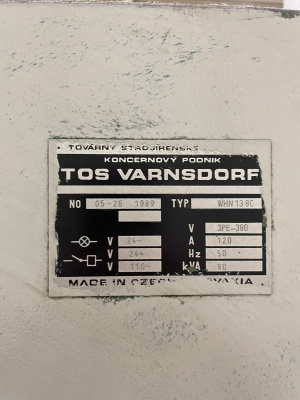 TOVÁRNY STROJÍRENSKÉ
KONCERNOVÝ PODNIK
TOS VARNSDORF
NO 05-28 1989 TYP WHN 13 8C
V 3PE~380
V 24~ A 120
V 24= Hz 50
V 110~ kVA 80
MADE IN CZECHOSLOVAKIA